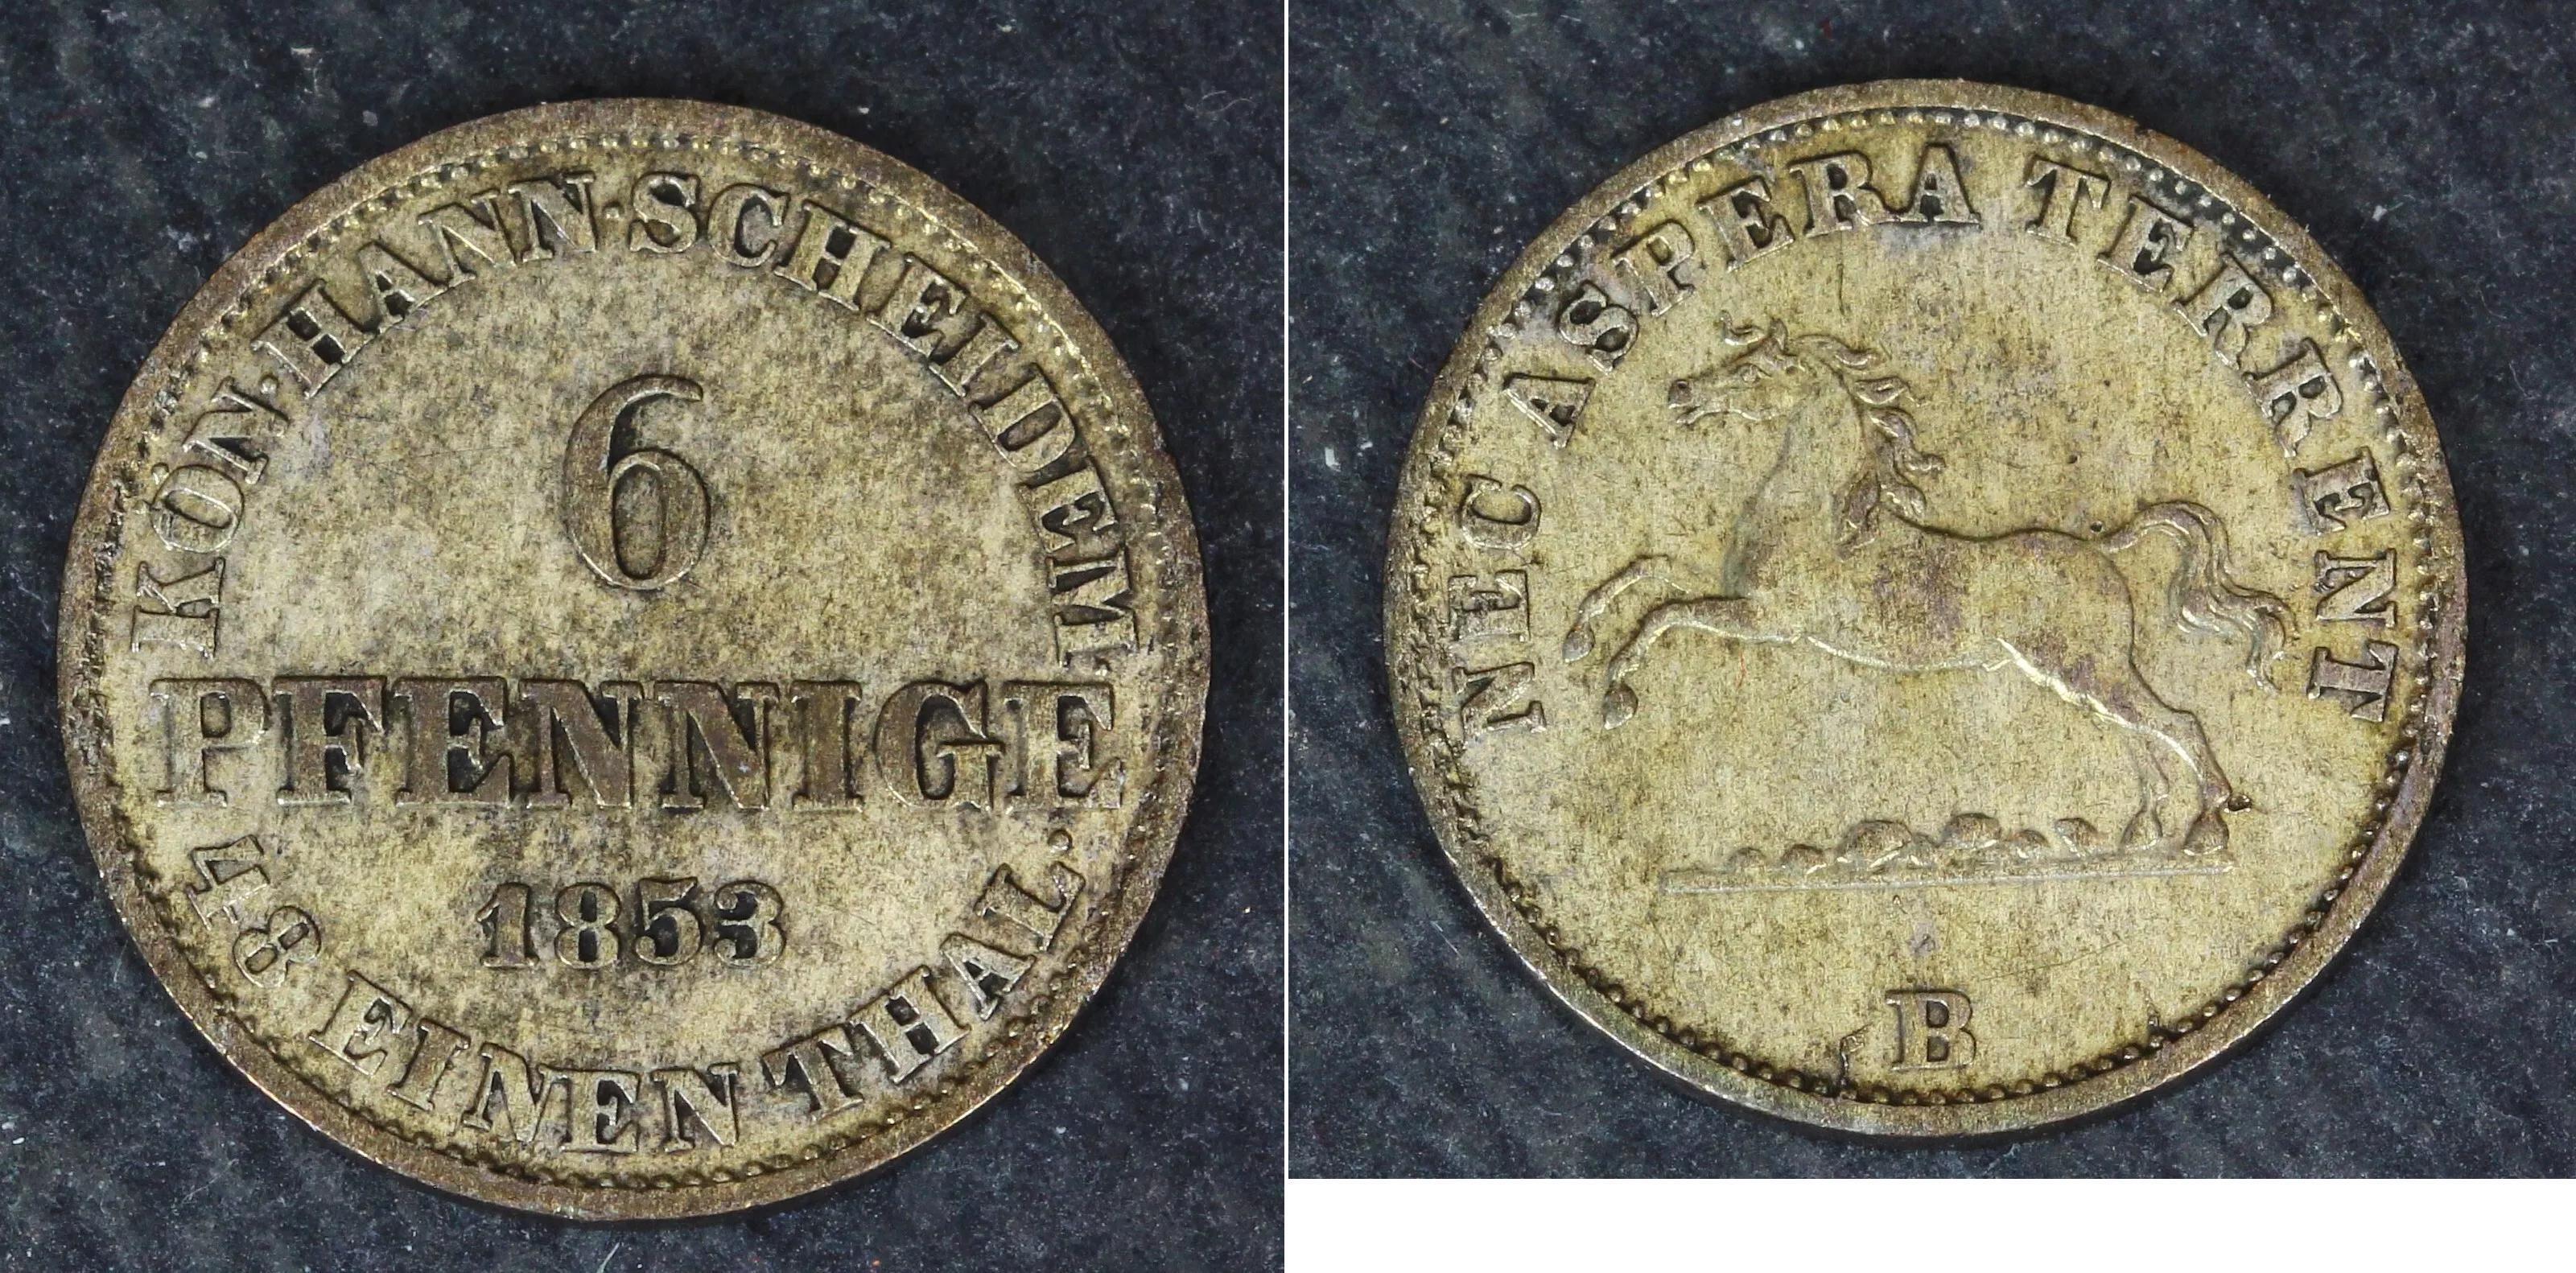 KÖN·HANN·SCHEIDEM·
6
PFENNIGE
1853
48 EINEN THAL·
NEC ASPERA TERRENT
B